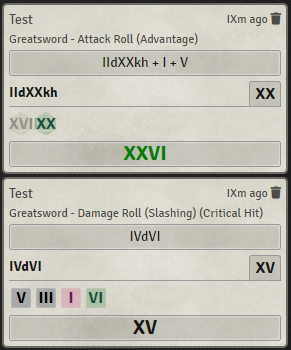 Test IXm ago
Greatsword - Attack Roll (Advantage)
IIdXXkh + I + V
IIdXXkh XX
XVI XX
XXVI
Test IXm ago
Greatsword - Damage Roll (Slashing) (Critical Hit)
IVdVI
IVdVI XV
V III I VI
XV